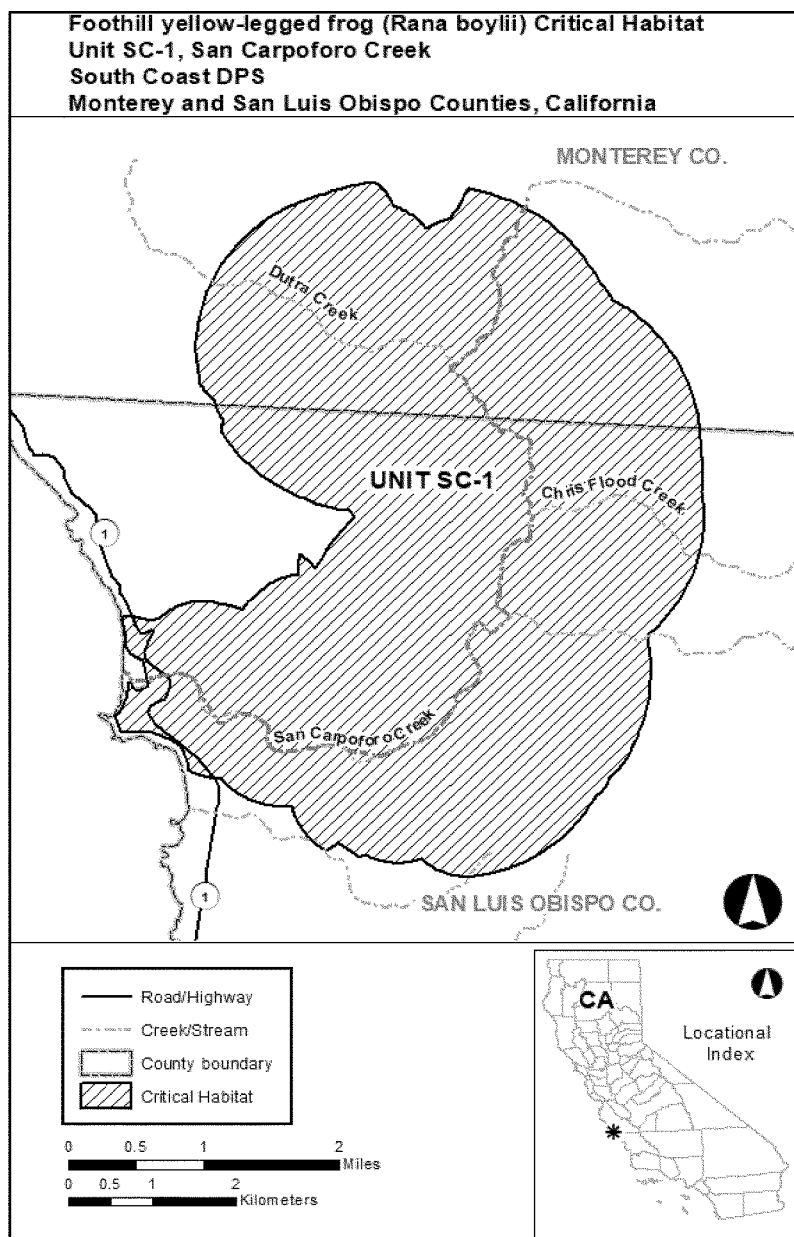 Foothill yellow-legged frog (Rana boylii) Critical Habitat
Unit SC-1, San Carpoforo Creek
South Coast DPS
Monterey and San Luis Obispo Counties, California
MONTEREY CO.
Dutra Creek
UNIT SC-1
Chris Flood Creek
1
San Carpoforo Creek
1
SAN LUIS OBISPO CO.
Road/Highway
Creek/Stream
County boundary
Critical Habitat
0 0.5 1 2
Miles
0 0.5 1 2
Kilometers
CA
Locational
Index